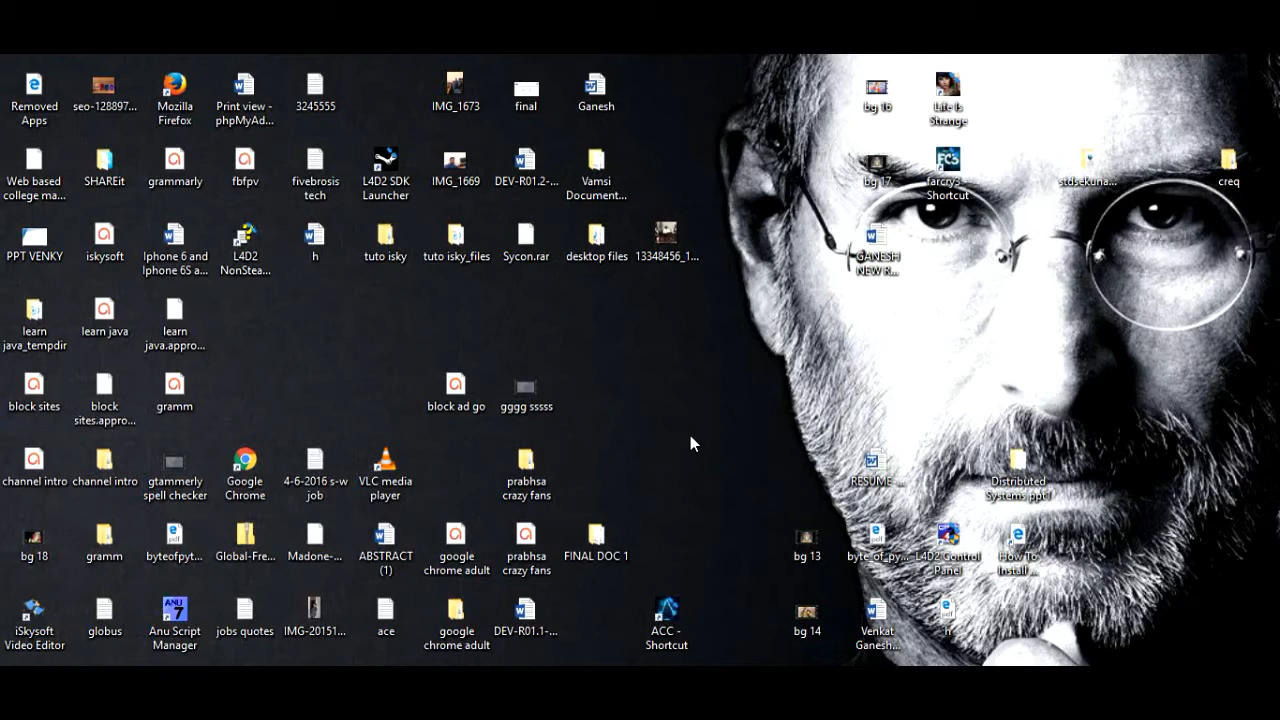 Removed
Apps
seo-128897...
Mozilla
Firefox
Print view -
phpMyAd...
3245555
IMG_1673
final
Ganesh
bg 16
Life Is
Strange
Web based
college ma...
SHAREit
grammarly
fbfpv
fivebrosis
tech
L4D2 SDK
Launcher
IMG_1669
DEV-R01.2-...
Vamsi
Document...
bg 17
farcry3 -
Shortcut
stdsekuna...
creq
PPT VENKY
iskysoft
Iphone 6 and
Iphone 6S a...
L4D2
NonStea...
h
tuto isky
tuto isky_files
Sycon.rar
desktop files
13348456_1...
GANESH
NEW R...
learn
java_tempdir
learn java
learn
java.appro...
block sites
block
sites.appro...
gramm
block ad go
gggg sssss
channel intro
channel intro
gtammerly
spell checker
Google
Chrome
4-6-2016 s-w
job
VLC media
player
prabhsa
crazy fans
RESUME-...
Distributed
Systems.ppt1
bg 18
gramm
byteofpyt...
Global-Fre...
Madone-...
ABSTRACT
(1)
google
chrome adult
prabhsa
crazy fans
FINAL DOC 1
bg 13
byte_of_py...
L4D2 Control
Panel
How To
Install ...
iSkysoft
Video Editor
globus
ANU
7
Anu Script
Manager
jobs quotes
IMG-20151...
ace
google
chrome adult
DEV-R01.1-...
ACC -
Shortcut
bg 14
Venkat
Ganesh...
h